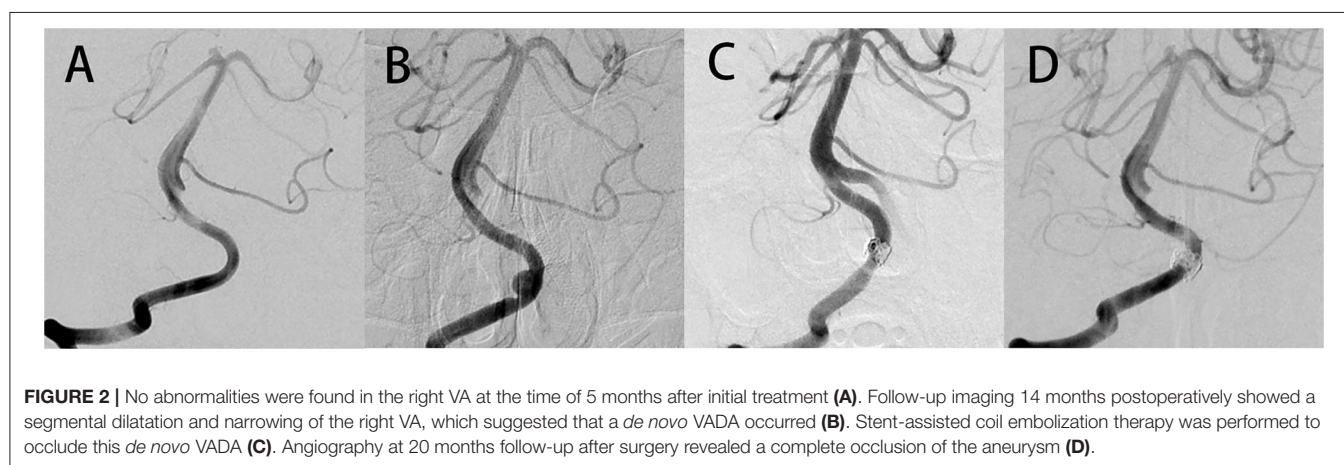 A
B
C
D
FIGURE 2 | No abnormalities were found in the right VA at the time of 5 months after initial treatment (A). Follow-up imaging 14 months postoperatively showed a
segmental dilatation and narrowing of the right VA, which suggested that a de novo VADA occurred (B). Stent-assisted coil embolization therapy was performed to
occlude this de novo VADA (C). Angiography at 20 months follow-up after surgery revealed a complete occlusion of the aneurysm (D).